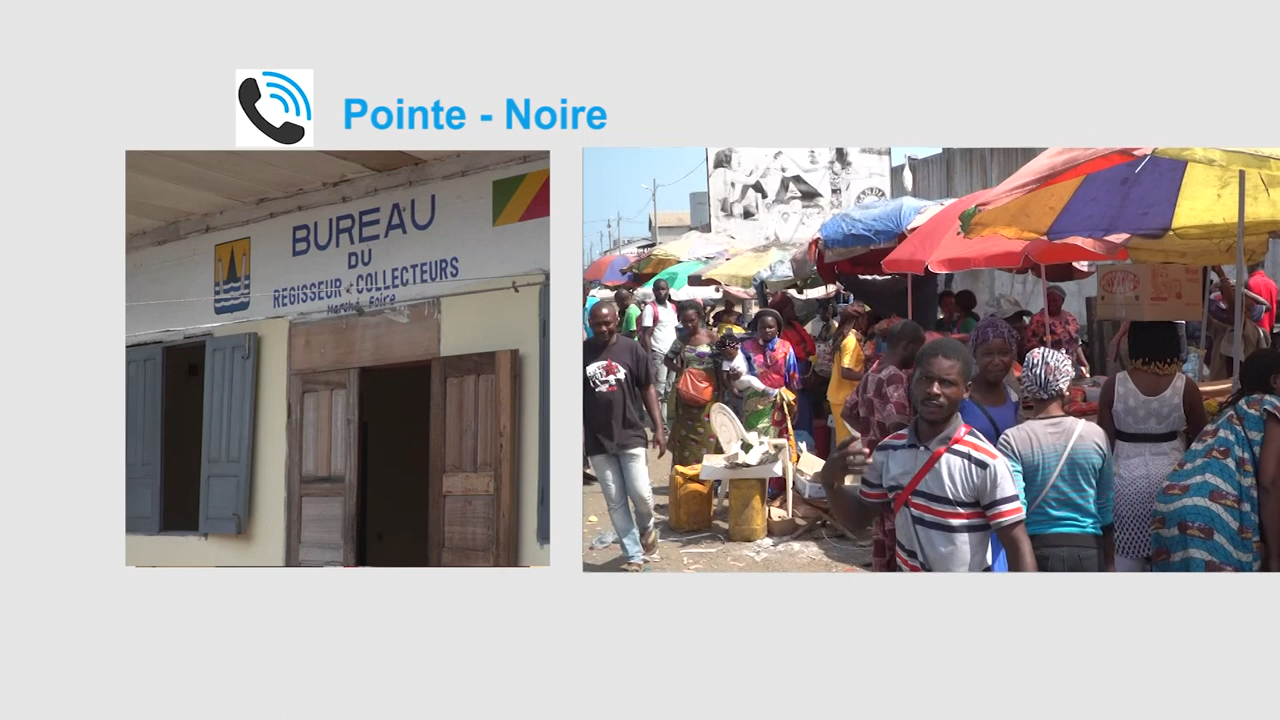 Pointe - Noire
BUREAU
DU
REGISSEUR & COLLECTEURS
Marché Foire